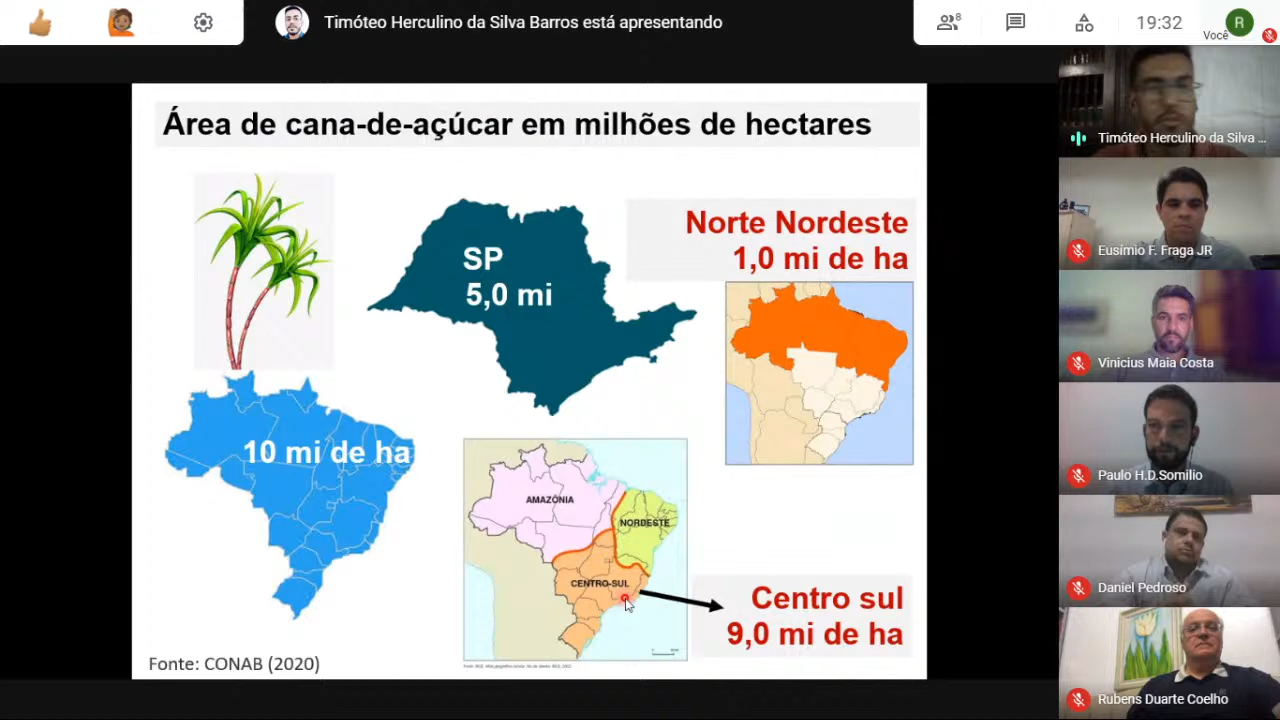 Timóteo Herculino da Silva Barros está apresentando
8
19:32
R
Você
Área de cana-de-açúcar em milhões de hectares
SP
5,0 mi
Norte Nordeste
1,0 mi de ha
10 mi de ha
AMAZÔNIA
NORDESTE
CENTRO-SUL
Centro sul
9,0 mi de ha
Fonte: CONAB (2020)
Timóteo Herculino da Silva ...
Eusímio F. Fraga JR
Vinicius Maia Costa
Paulo H.D.Somilio
Daniel Pedroso
Rubens Duarte Coelho